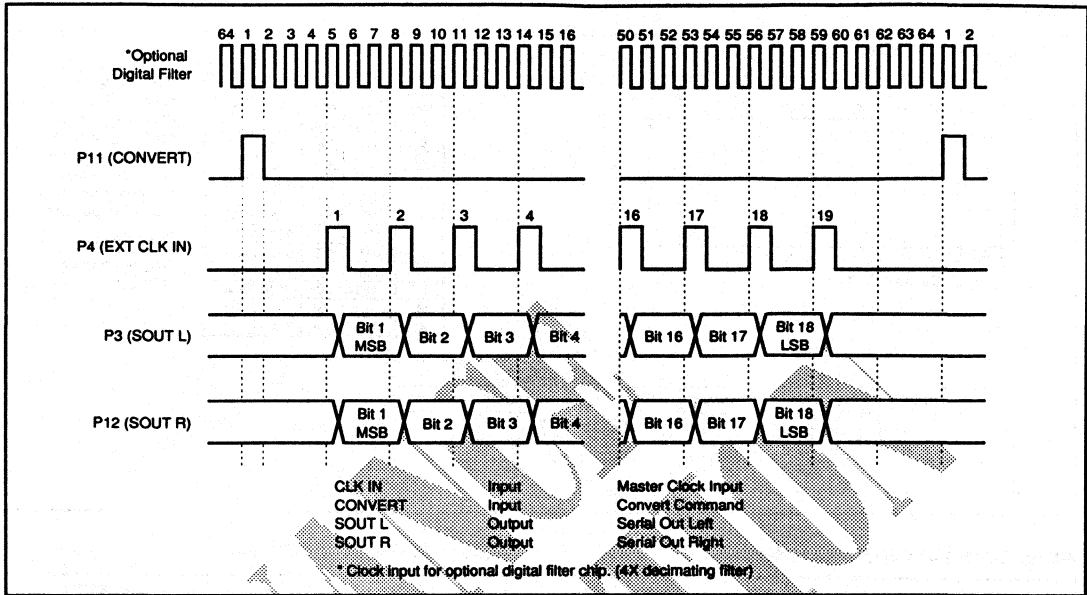 64 1 2 3 4 5 6 7 8 9 10 11 12 13 14 15 16 50 51 52 53 54 55 56 57 58 59 60 61 62 63 64 1 2
*Optional
Digital Filter
P11 (CONVERT)
1 2 3 4 16 17 18 19
P4 (EXT CLK IN)
P3 (SOUT L) Bit 1 MSB Bit 2 Bit 3 Bit 4 Bit 16 Bit 17 Bit 18 LSB
P12 (SOUT R) Bit 1 MSB Bit 2 Bit 3 Bit 4 Bit 16 Bit 17 Bit 18 LSB
CLK IN Input Master Clock Input
CONVERT Input Convert Command
SOUT L Output Serial Out Left
SOUT R Output Serial Out Right
* Clock input for optional digital filter chip. (4X decimating filter)